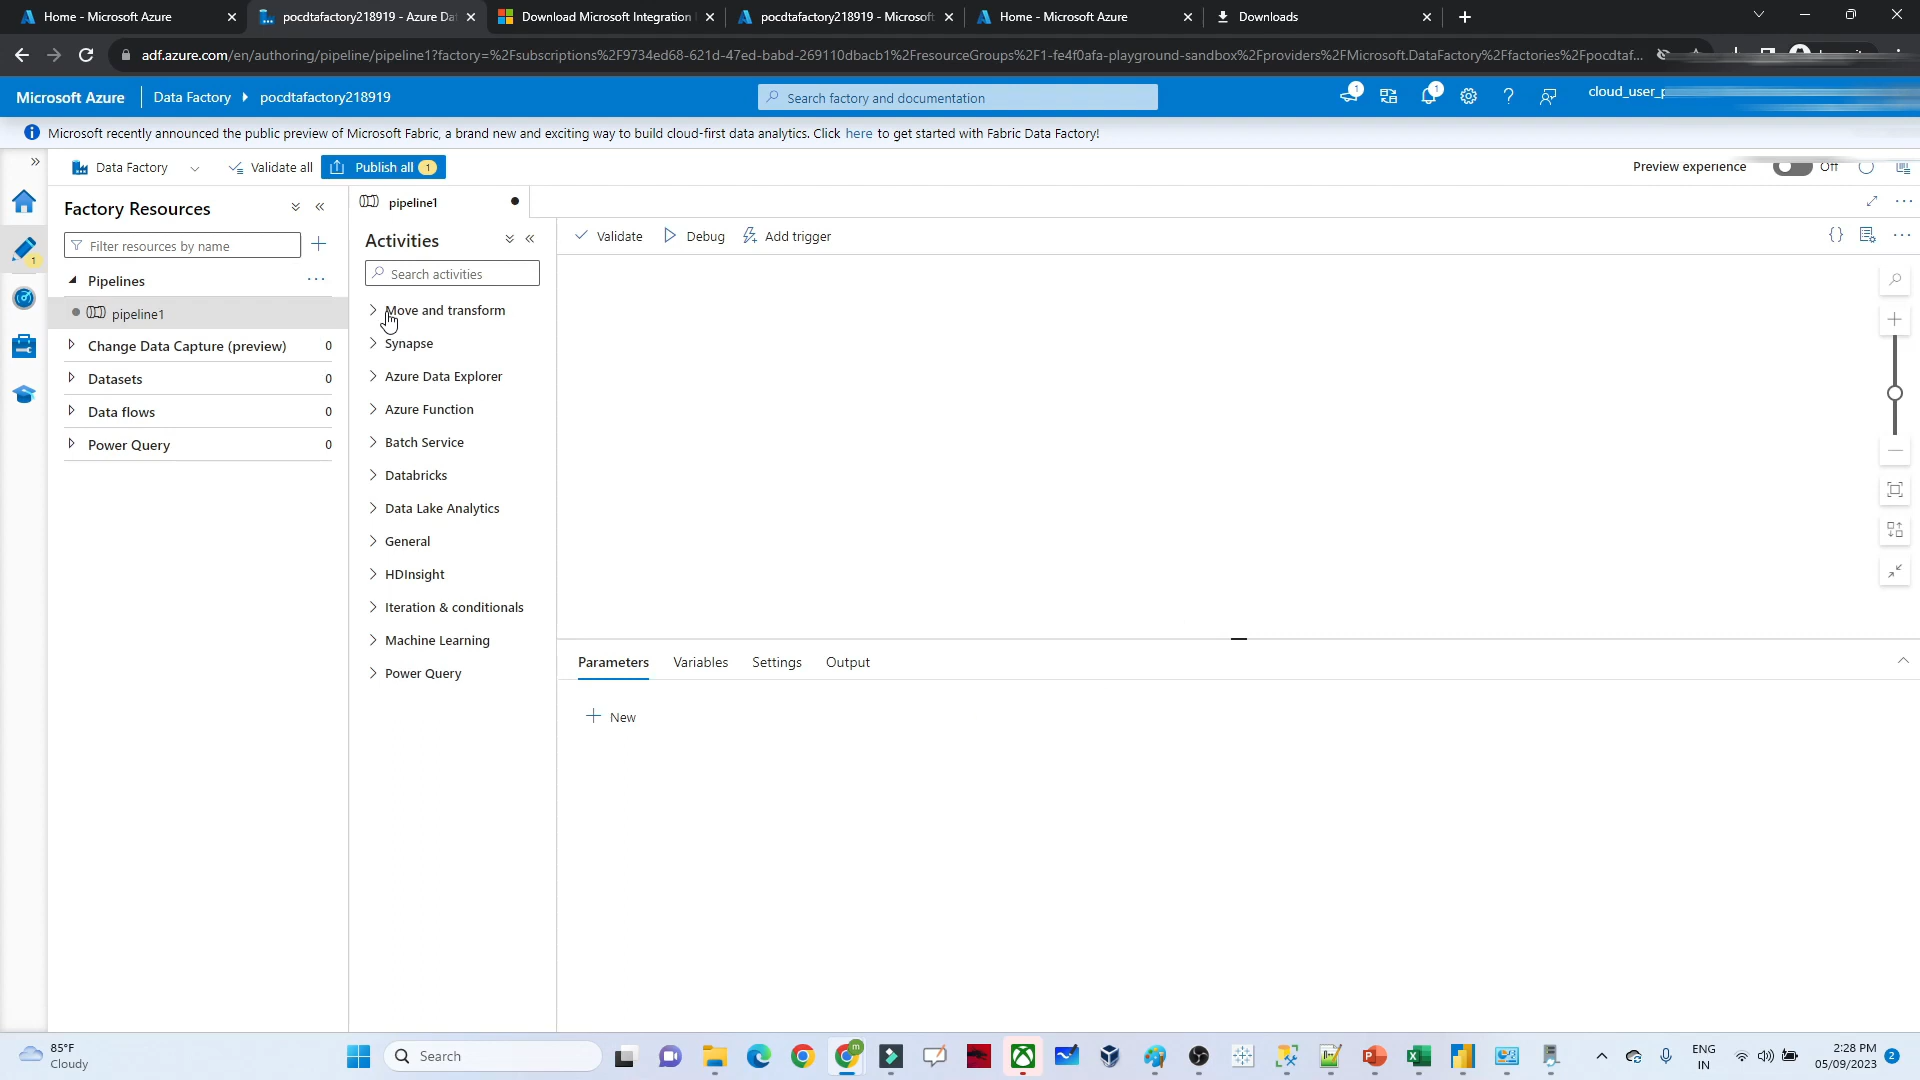 Home - Microsoft Azure
pocdtafactory218919 - Azure Dat
Download Microsoft Integration
pocdtafactory218919 - Microsoft
Home - Microsoft Azure
Downloads
adf.azure.com/en/authoring/pipeline/pipeline1?factory=%2Fsubscriptions%2F9734ed68-621d-47ed-babd-269110dbacb1%2FresourceGroups%2F1-fe4f0afa-playground-sandbox%2Fproviders%2FMicrosoft.DataFactory%2Ffactories%2Fpocdtaf...
Microsoft Azure
Data Factory
pocdtafactory218919
Search factory and documentation
1
1
Microsoft recently announced the public preview of Microsoft Fabric, a brand new and exciting way to build cloud-first data analytics. Click here to get started with Fabric Data Factory!
Data Factory
Validate all
Publish all 1
Preview experience
Off
Factory Resources
Filter resources by name
1
Pipelines
pipeline1
Change Data Capture (preview) 0
Datasets 0
Data flows 0
Power Query 0
pipeline1
Activities
Search activities
Move and transform
Synapse
Azure Data Explorer
Azure Function
Batch Service
Databricks
Data Lake Analytics
General
HDInsight
Iteration & conditionals
Machine Learning
Power Query
Validate
Debug
Add trigger
{}
Parameters
Variables
Settings
Output
New
85°F
Cloudy
Search
m
ENG
IN
2:28 PM
05/09/2023
2